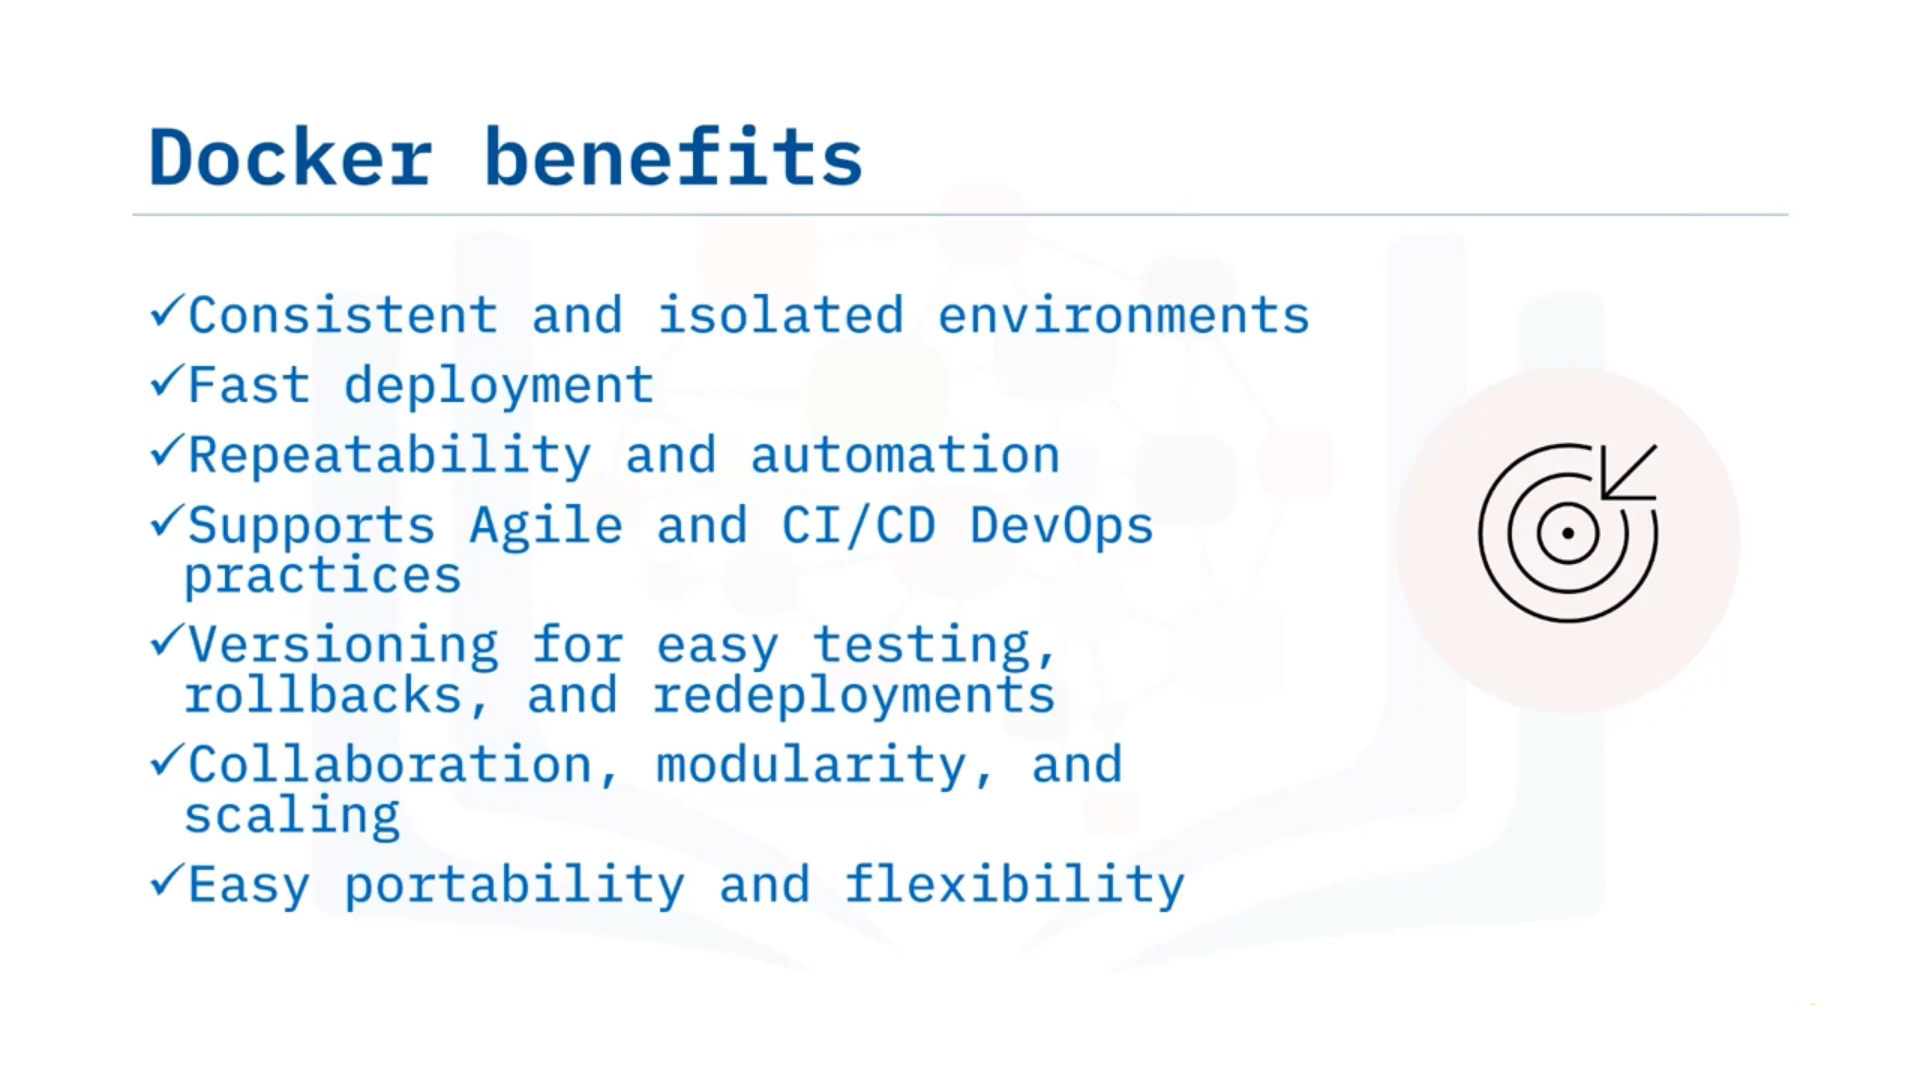 Docker benefits
✓Consistent and isolated environments
✓Fast deployment
✓Repeatability and automation
✓Supports Agile and CI/CD DevOps
practices
✓Versioning for easy testing,
rollbacks, and redeployments
✓Collaboration, modularity, and
scaling
✓Easy portability and flexibility